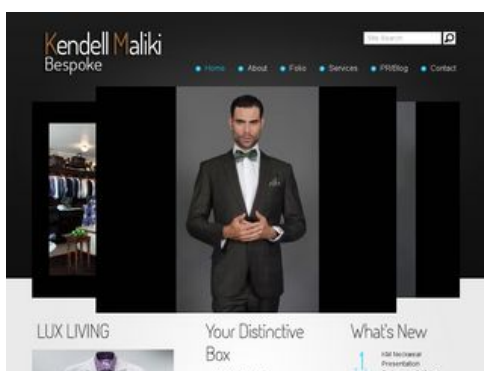 Kendell Maliki
Bespoke
Site Search
Home
About
Folio
Services
PR/Blog
Contact
LUX LIVING
Your Distinctive
Box
What's New
KM Neckwear
Presentation